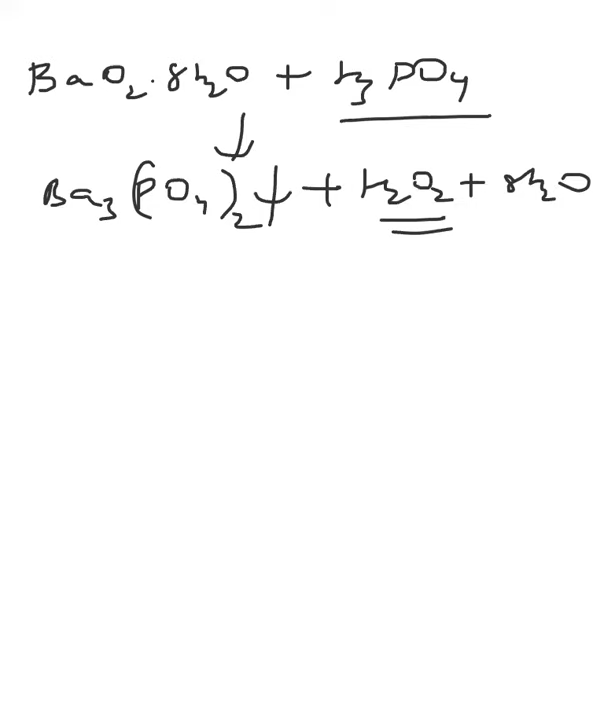 BaO₂·8H₂O + H₃PO₄
↓
Ba₃(PO₄)₂↓ + H₂O₂ + 8H₂O